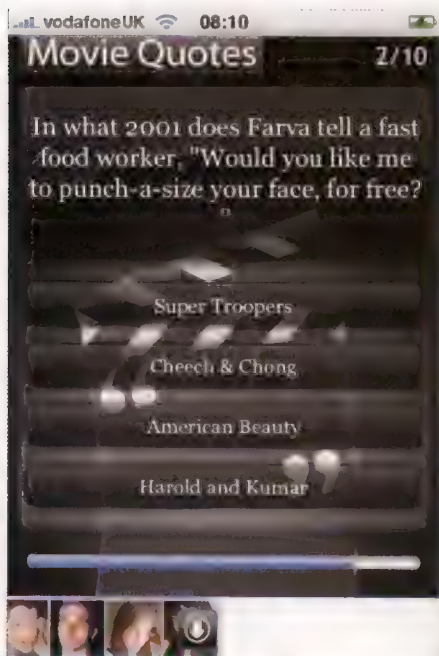 vodafone UK 08:10
Movie Quotes 2/10
In what 2001 does Farva tell a fast
food worker, "Would you like me
to punch-a-size your face, for free?
"
Super Troopers
Cheech & Chong
American Beauty
Harold and Kumar